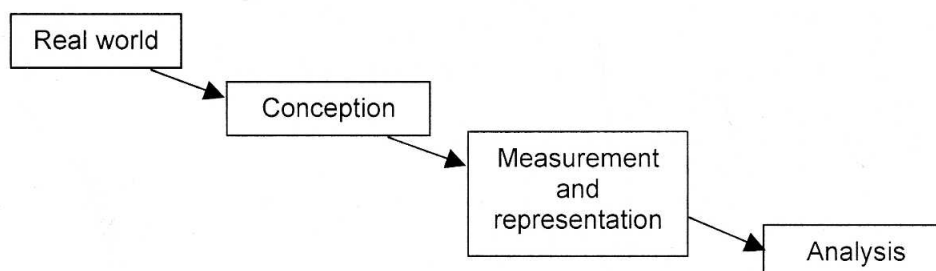 Real world
Conception
Measurement
and
representation
Analysis